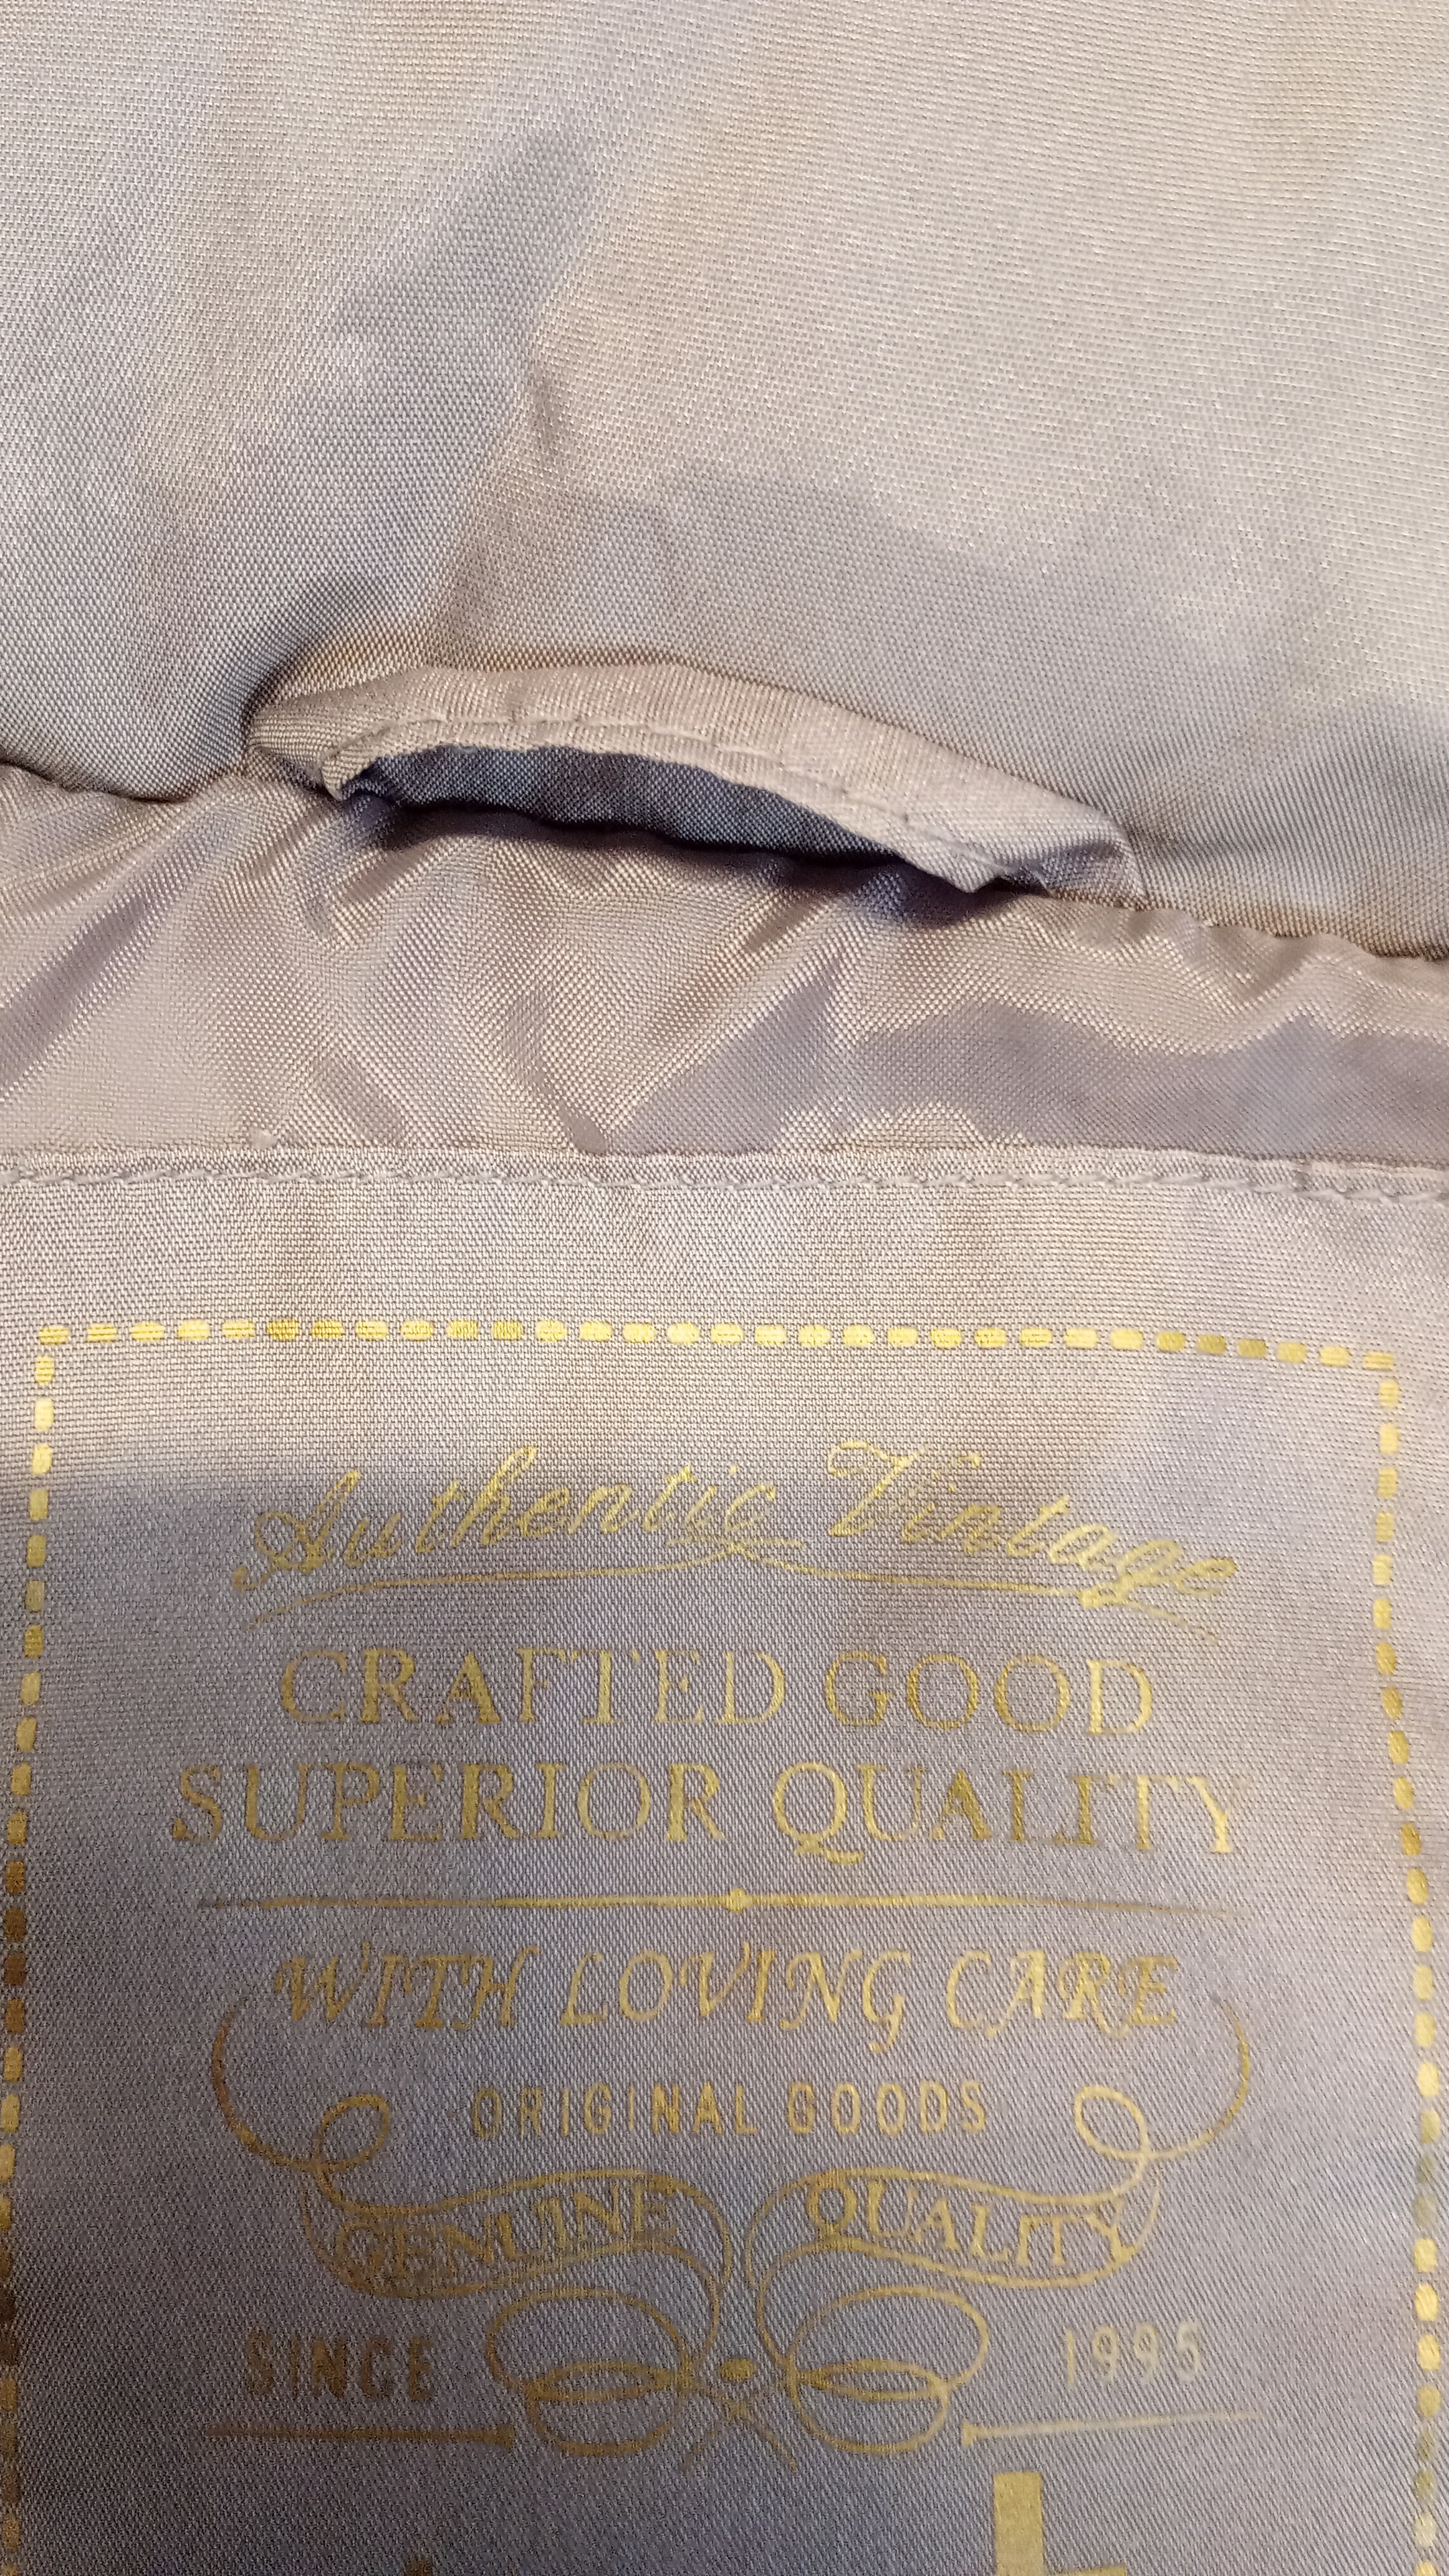 Authentic Vintage
CRAFTED GOOD
SUPERIOR QUALITY
WITH LOVING CARE
ORIGINAL GOODS
GENUINE QUALITY
SINCE 1995